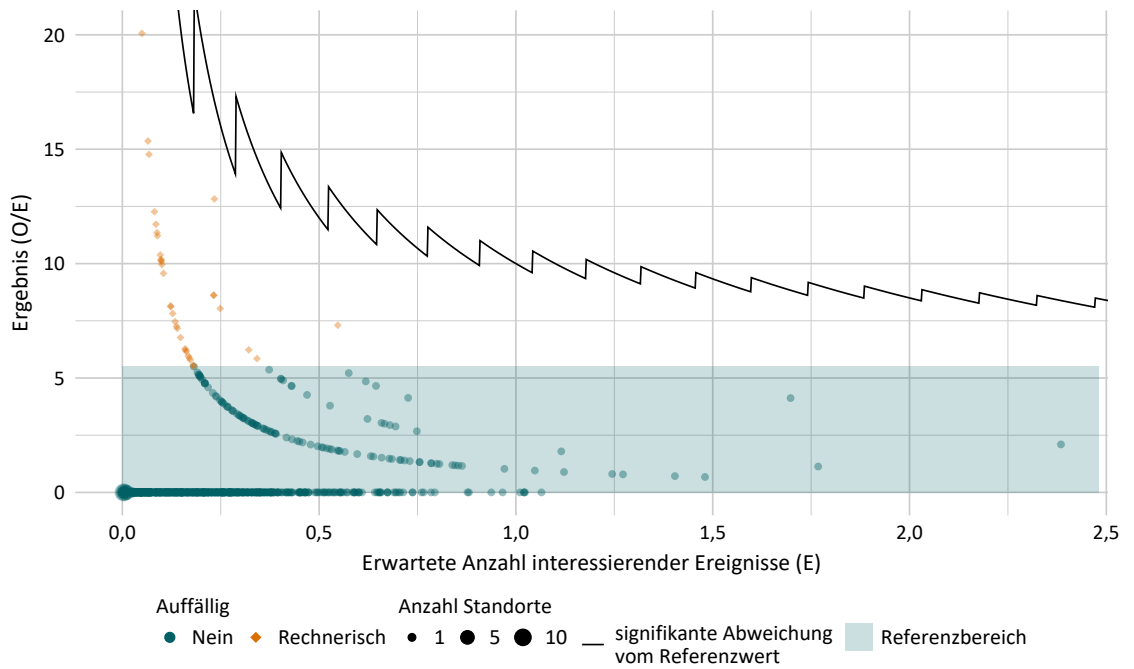 20
15
10
5
0
Ergebnis (O/E)
0,0 0,5 1,0 1,5 2,0 2,5
Erwartete Anzahl interessierender Ereignisse (E)
Auffällig
Nein Rechnerisch
Anzahl Standorte
1 5 10
signifikante Abweichung
vom Referenzwert
Referenzbereich